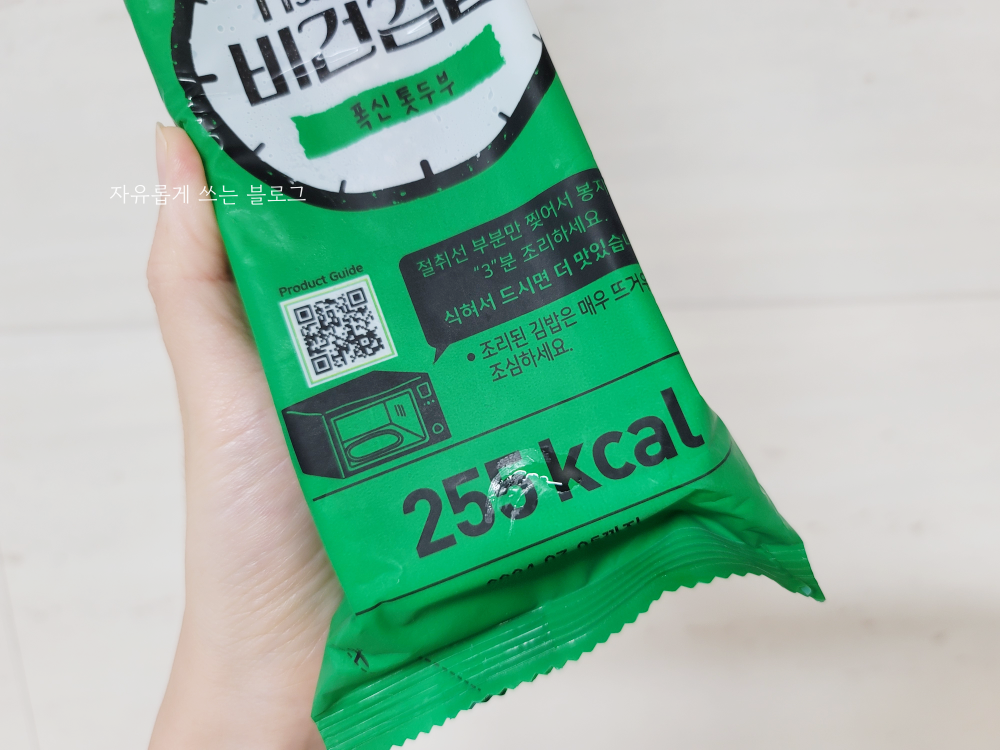 비건김밥
폭신 톳두부
자유롭게 쓰는 블로그
Product Guide
절취선 부분만 찢어서 봉지
"3"분 조리하세요.
식혀서 드시면 더 맛있습니
• 조리된 김밥은 매우 뜨거우
조심하세요.
255 kcal